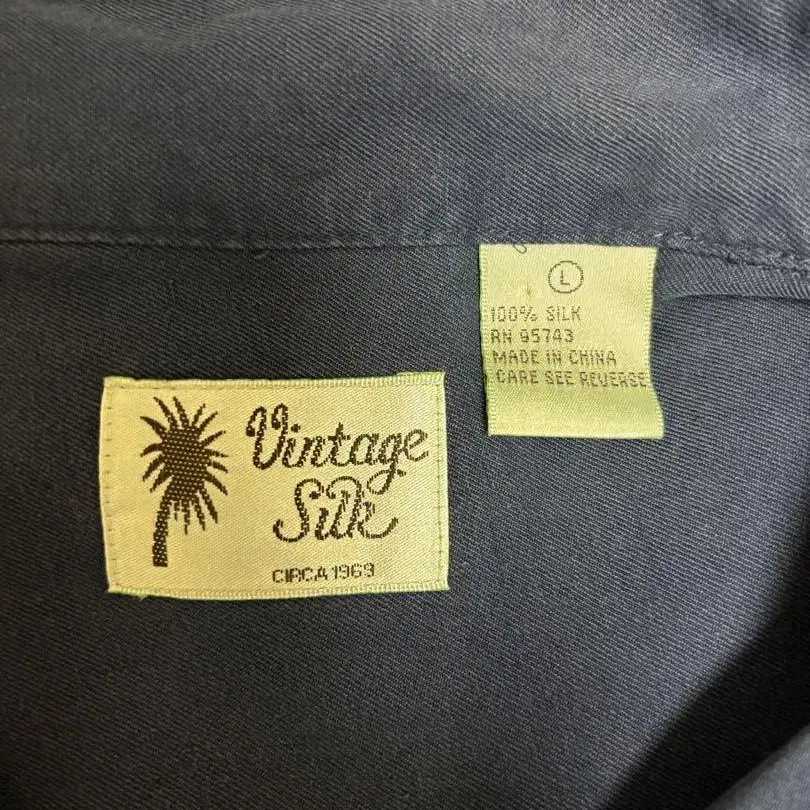 Vintage
Silk
CIRCA 1969
L
100% SILK
RN 95743
MADE IN CHINA
CARE SEE REVERSE